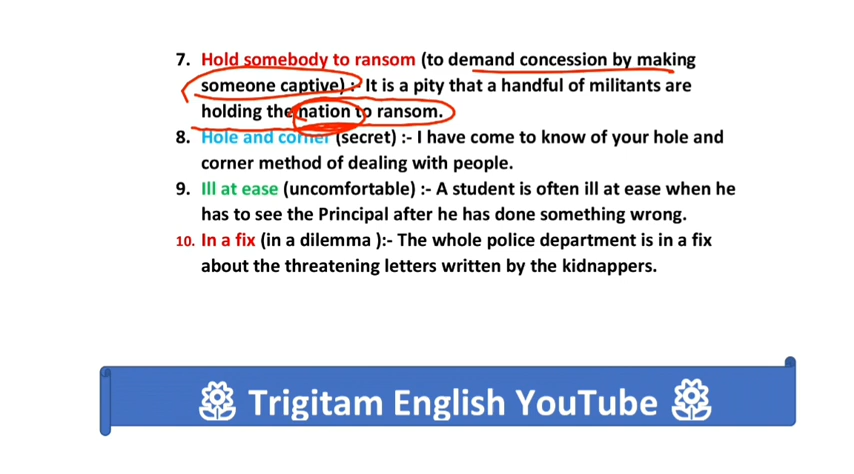 7. Hold somebody to ransom (to demand concession by making
someone captive) :- It is a pity that a handful of militants are
holding the nation to ransom.
8. Hole and corner (secret) :- I have come to know of your hole and
corner method of dealing with people.
9. Ill at ease (uncomfortable) :- A student is often ill at ease when he
has to see the Principal after he has done something wrong.
10. In a fix (in a dilemma ):- The whole police department is in a fix
about the threatening letters written by the kidnappers.
Trigitam English YouTube